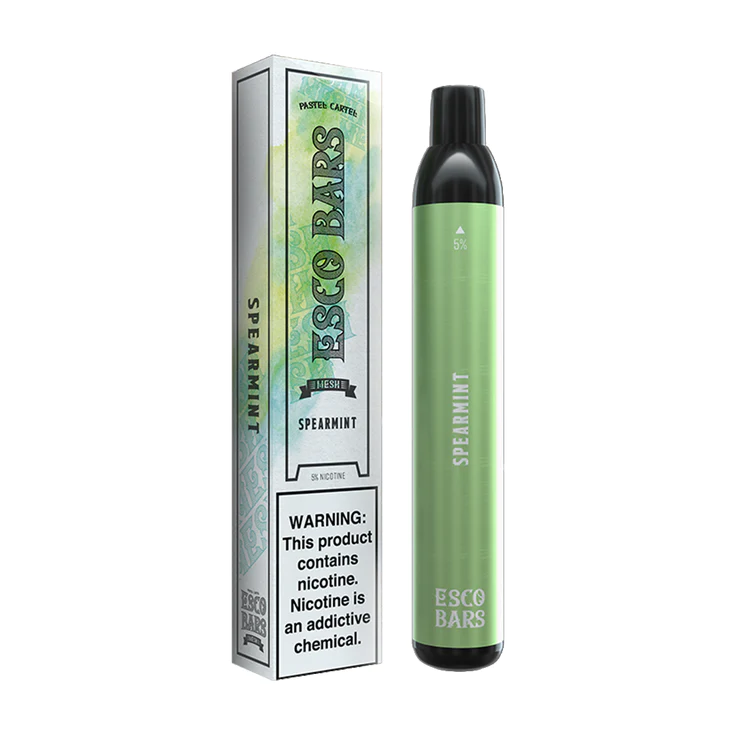 PASTEL CARTEL
ESCO BARS
MESH
SPEARMINT
5% NICOTINE
WARNING:
This product
contains
nicotine.
Nicotine is
an addictive
chemical.
SPEARMINT
ESCO
BARS
5%
SPEARMINT
ESCO
BARS